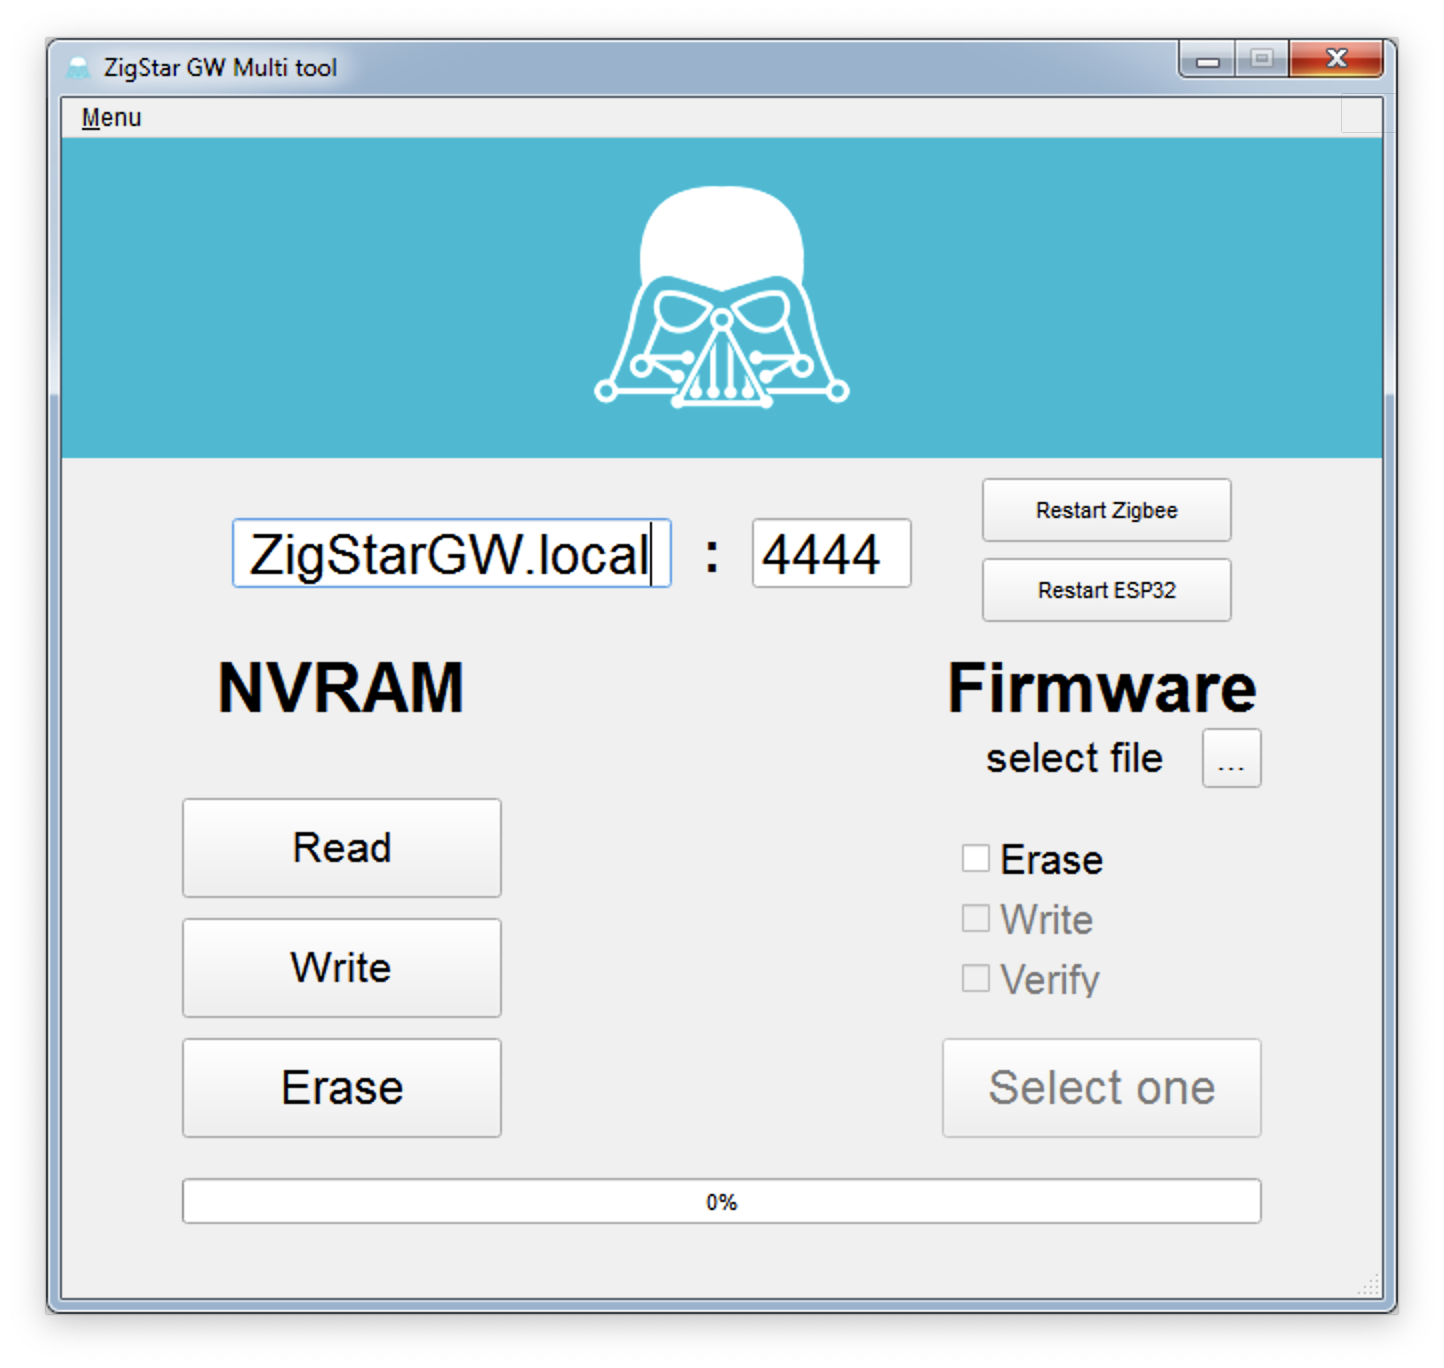 ZigStar GW Multi tool
Menu
ZigStarGW.local : 4444
Restart Zigbee
Restart ESP32
NVRAM
Firmware
select file ...
Read
Write
Erase
Erase
Write
Verify
Select one
0%